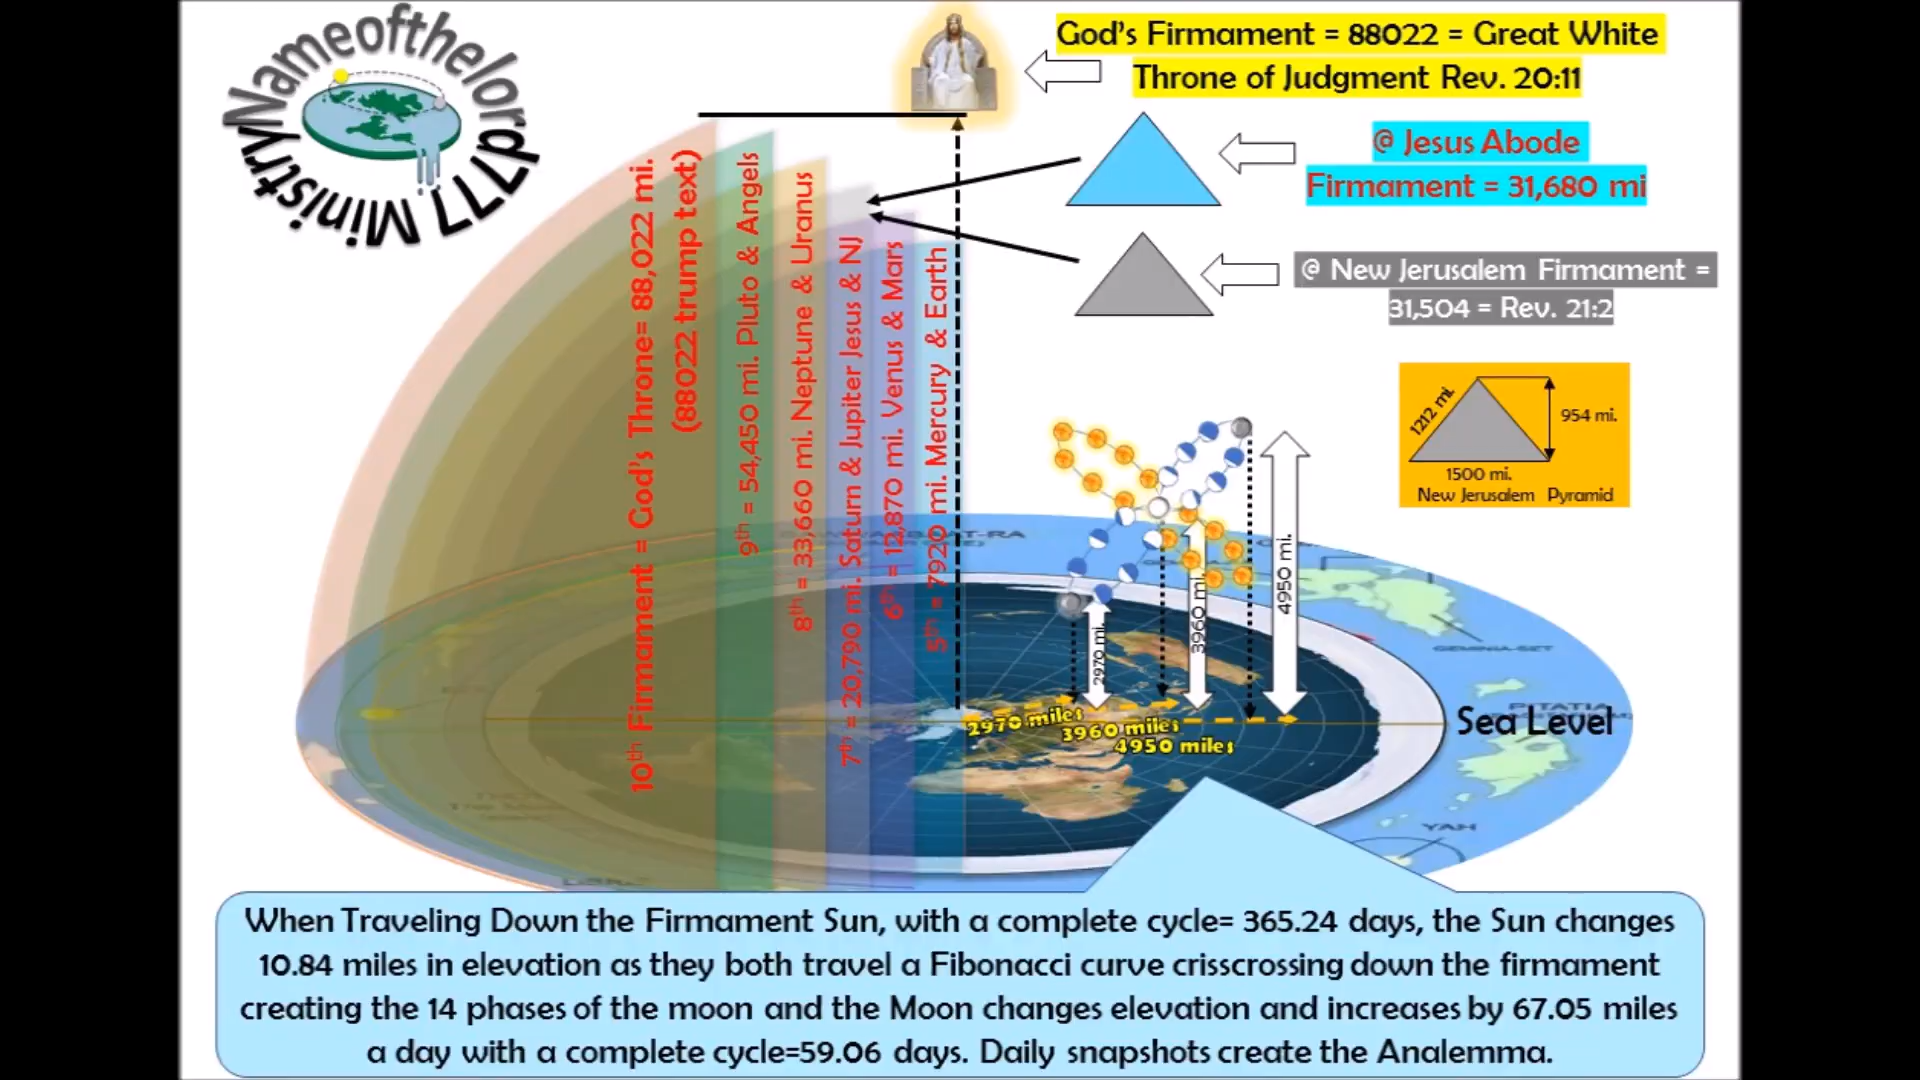 Nameofthelord777 Ministry
God's Firmament = 88022 = Great White
Throne of Judgment Rev. 20:11
@ Jesus Abode
Firmament = 31,680 mi
@ New Jerusalem Firmament =
31,504 = Rev. 21:2
1212 mi.
954 mi.
1500 mi.
New Jerusalem Pyramid
10th Firmament = God's Throne= 88,022 mi.
(88022 trump text)
9th = 54,450 mi. Pluto & Angels
8th = 33,660 mi. Neptune & Uranus
7th = 20,790 mi. Saturn & Jupiter Jesus & NJ
6th = 12,870 mi. Venus & Mars
5th = 7920 mi. Mercury & Earth
2970 mi.
3960 mi.
4950 mi.
2970 miles
3960 miles
4950 miles
GEMINIA-SET
Sea Level
YAH
When Traveling Down the Firmament Sun, with a complete cycle= 365.24 days, the Sun changes
10.84 miles in elevation as they both travel a Fibonacci curve crisscrossing down the firmament
creating the 14 phases of the moon and the Moon changes elevation and increases by 67.05 miles
a day with a complete cycle=59.06 days. Daily snapshots create the Analemma.